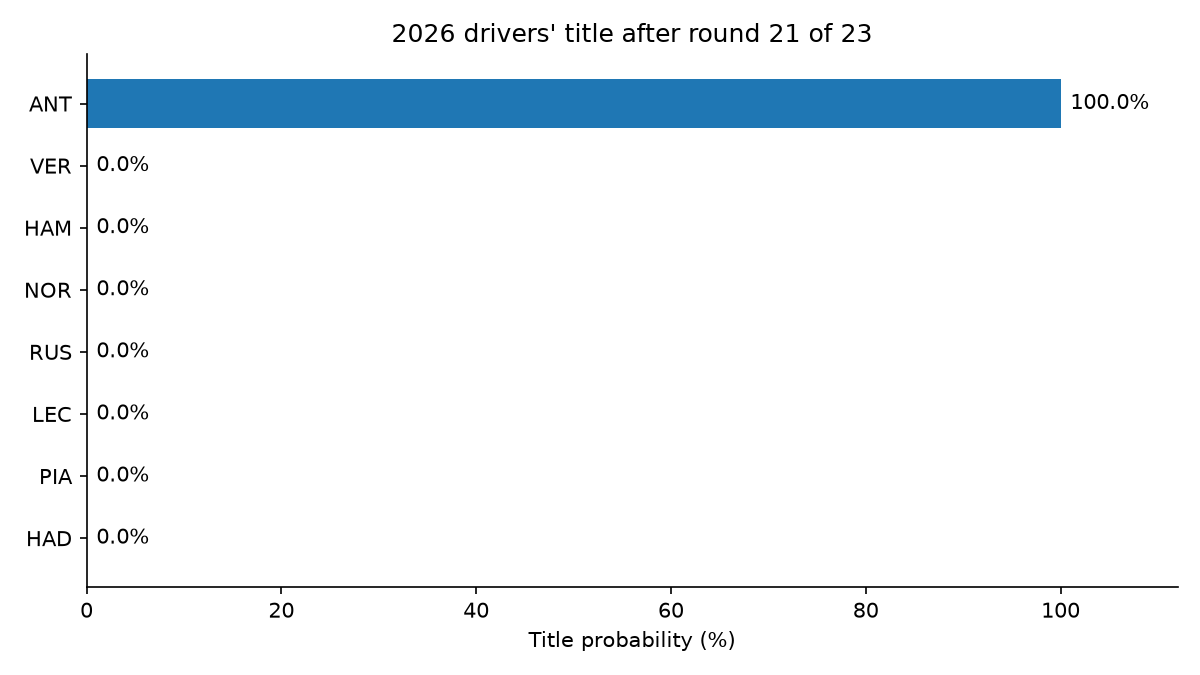 2026 drivers' title after round 21 of 23
ANT 100.0%
VER 0.0%
HAM 0.0%
NOR 0.0%
RUS 0.0%
LEC 0.0%
PIA 0.0%
HAD 0.0%
0 20 40 60 80 100
Title probability (%)